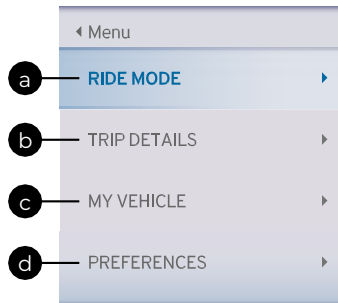 Menu
a RIDE MODE
b TRIP DETAILS
c MY VEHICLE
d PREFERENCES